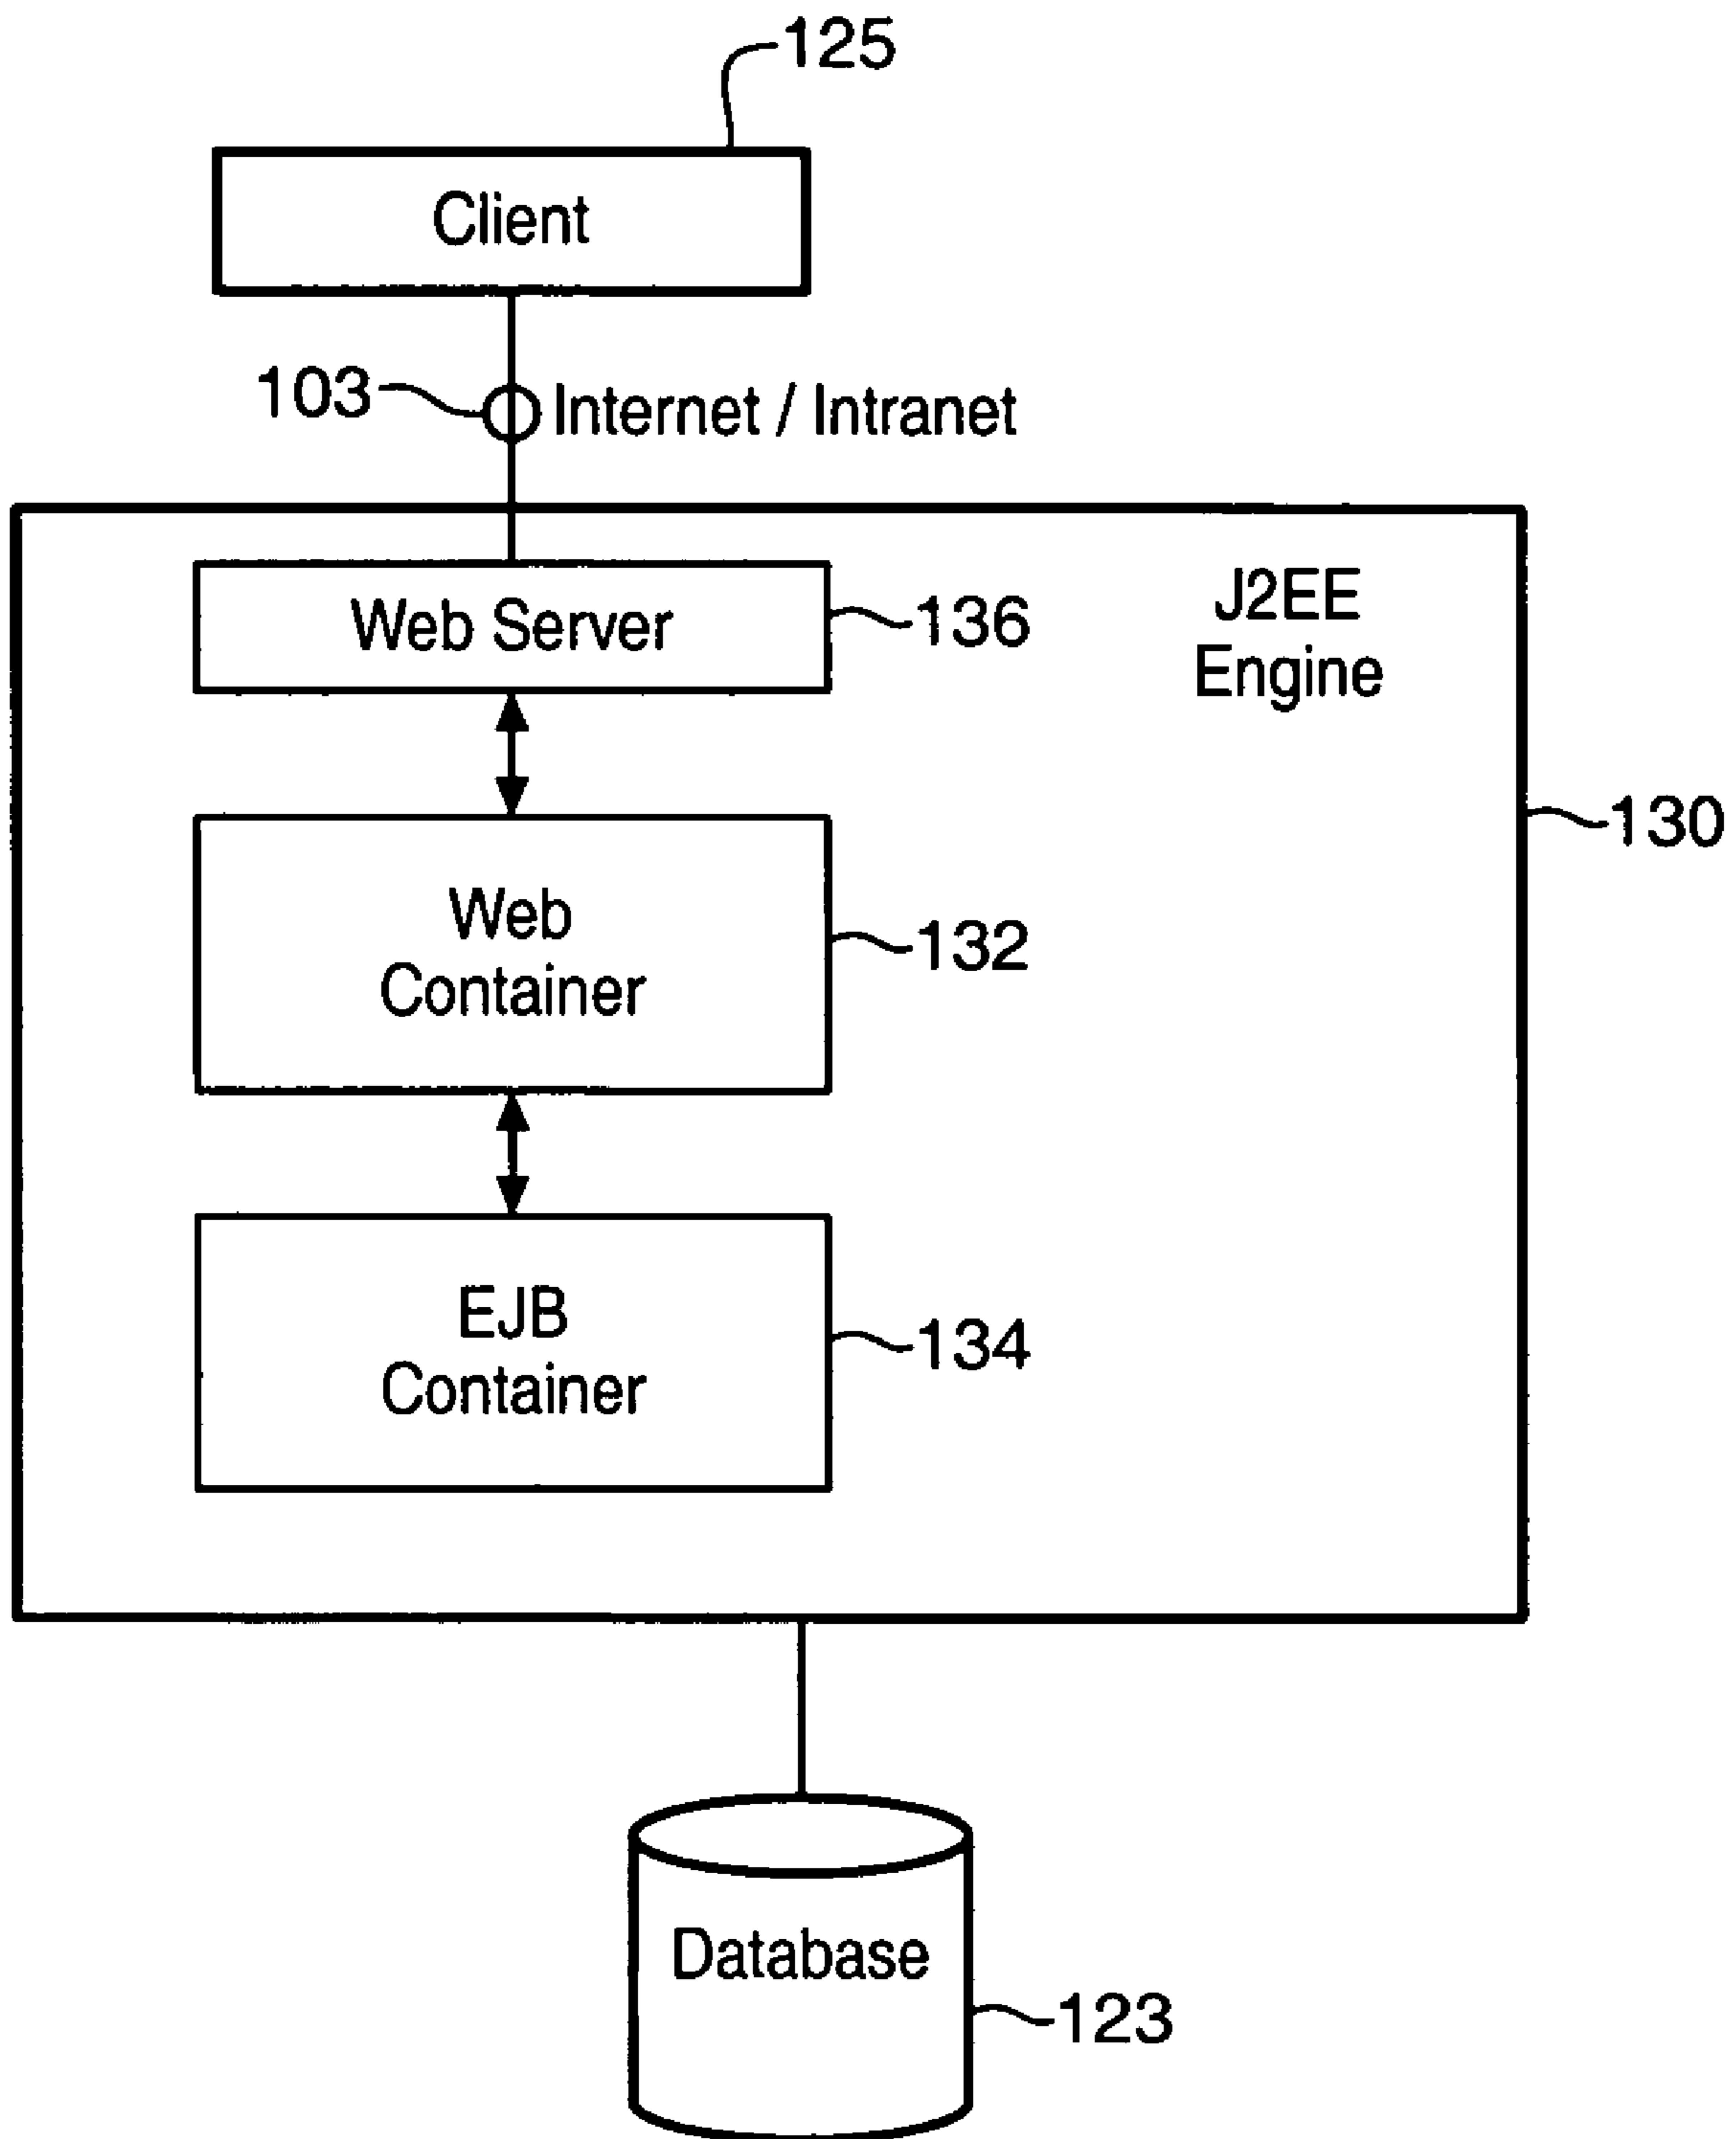 125
Client
103 Internet / Intranet
Web Server 136
J2EE
Engine
130
Web
Container
132
EJB
Container
134
Database
123